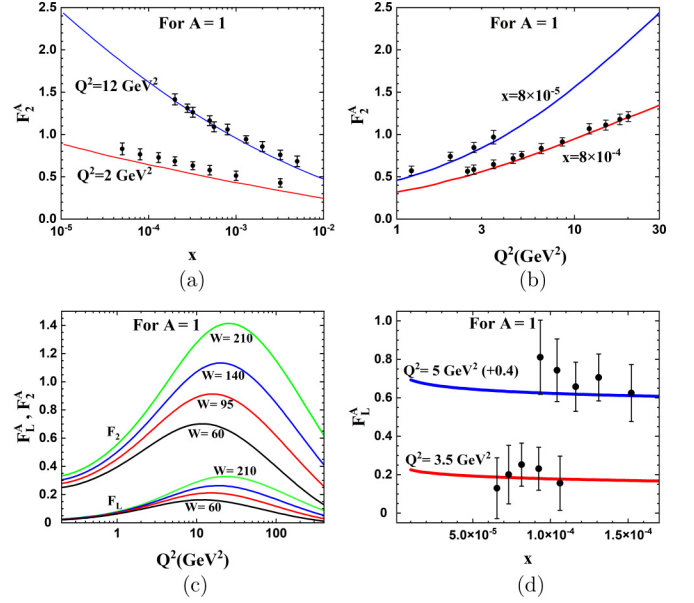 For A = 1
F₂ᴬ
2.5
2.0
1.5
1.0
0.5
0.0
Q²=12 GeV²
Q²=2 GeV²
10⁻⁵
10⁻⁴
10⁻³
10⁻²
x
(a)
For A = 1
F₂ᴬ
2.5
2.0
1.5
1.0
0.5
0.0
x=8×10⁻⁵
x=8×10⁻⁴
1
3
10
30
Q²(GeV²)
(b)
For A = 1
F_Lᴬ , F₂ᴬ
1.4
1.2
1.0
0.8
0.6
0.4
0.2
0
W= 210
W= 140
W= 95
W= 60
F₂
W= 210
F_L
W= 60
1
10
100
Q²(GeV²)
(c)
For A = 1
F_Lᴬ
1.0
0.8
0.6
0.4
0.2
0.0
Q²= 5 GeV² (+0.4)
Q²= 3.5 GeV²
5.0×10⁻⁵
1.0×10⁻⁴
1.5×10⁻⁴
x
(d)